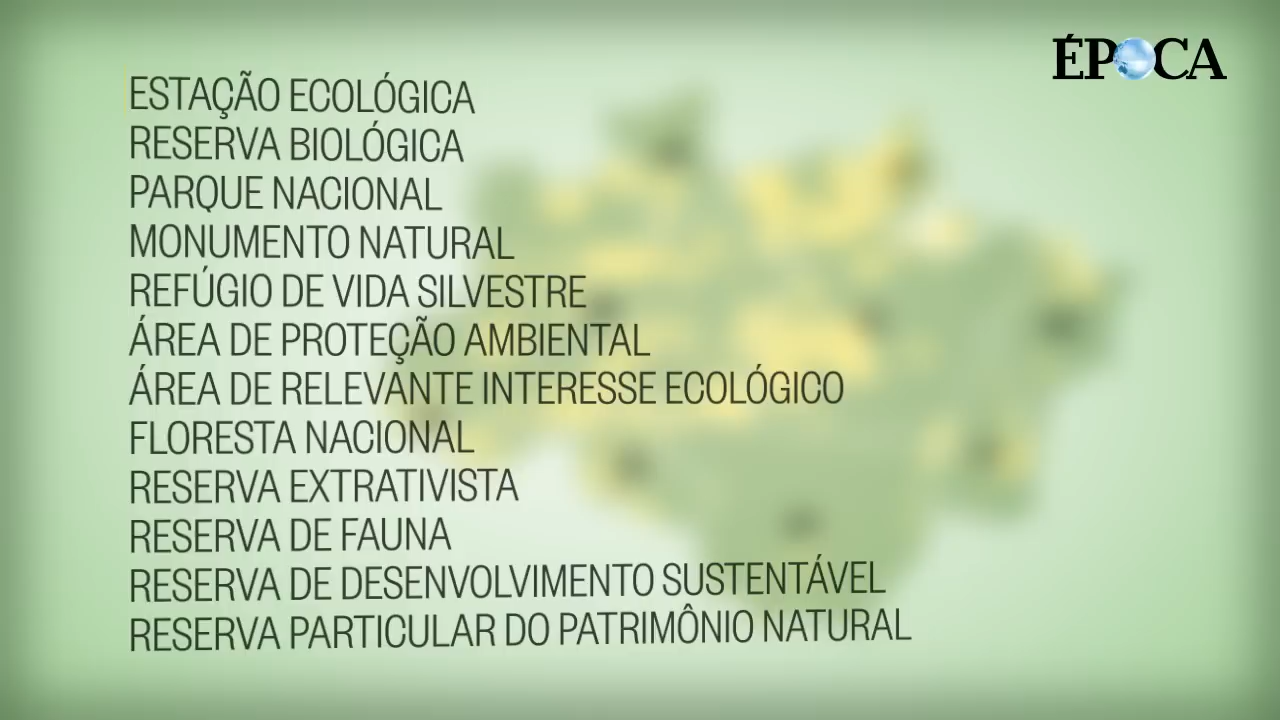 ÉPOCA
ESTAÇÃO ECOLÓGICA
RESERVA BIOLÓGICA
PARQUE NACIONAL
MONUMENTO NATURAL
REFÚGIO DE VIDA SILVESTRE
ÁREA DE PROTEÇÃO AMBIENTAL
ÁREA DE RELEVANTE INTERESSE ECOLÓGICO
FLORESTA NACIONAL
RESERVA EXTRATIVISTA
RESERVA DE FAUNA
RESERVA DE DESENVOLVIMENTO SUSTENTÁVEL
RESERVA PARTICULAR DO PATRIMÔNIO NATURAL